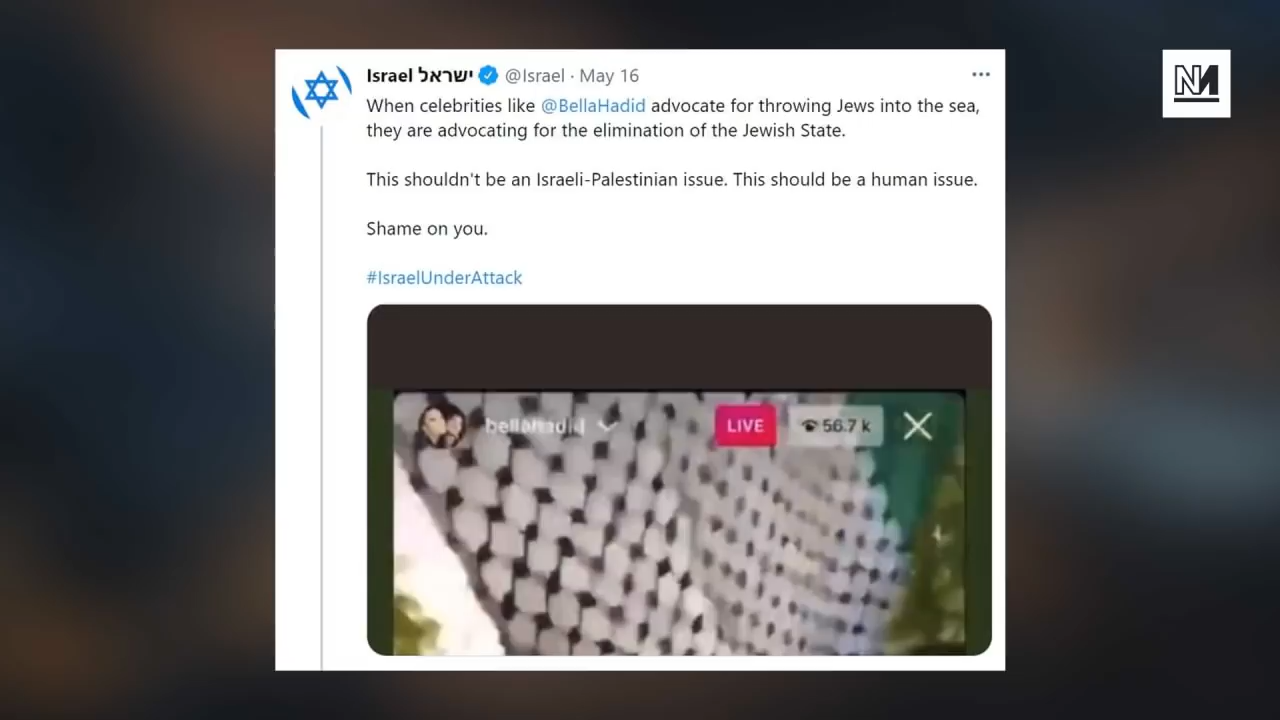 Israel ישראל @Israel · May 16
When celebrities like @BellaHadid advocate for throwing Jews into the sea,
they are advocating for the elimination of the Jewish State.
This shouldn't be an Israeli-Palestinian issue. This should be a human issue.
Shame on you.
#IsraelUnderAttack
bellahadid LIVE 56.7 k
NM